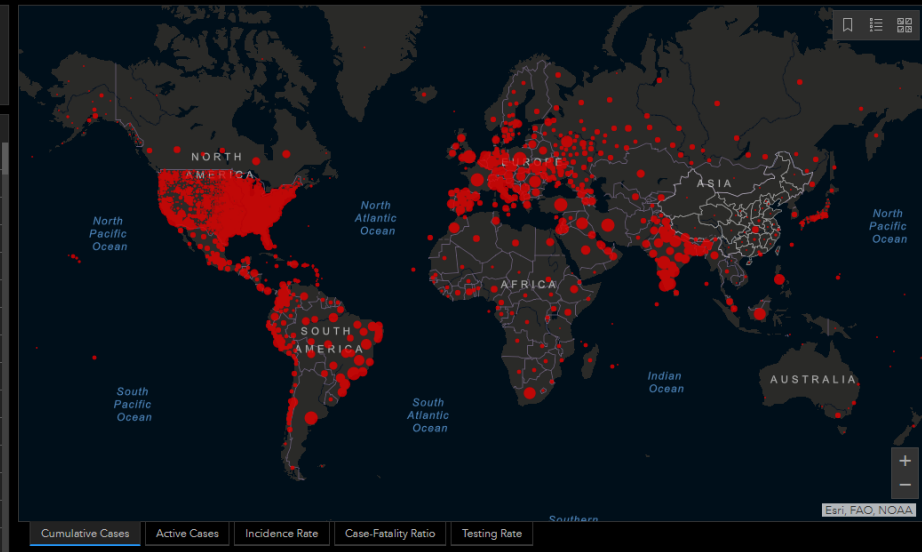 NORTH
AMERICA
North
Pacific
Ocean
North
Atlantic
Ocean
EUROPE
ASIA
North
Pacific
Ocean
AFRICA
SOUTH
AMERICA
South
Pacific
Ocean
South
Atlantic
Ocean
Indian
Ocean
AUSTRALIA
Southern
+
−
Esri, FAO, NOAA
Cumulative Cases
Active Cases
Incidence Rate
Case-Fatality Ratio
Testing Rate